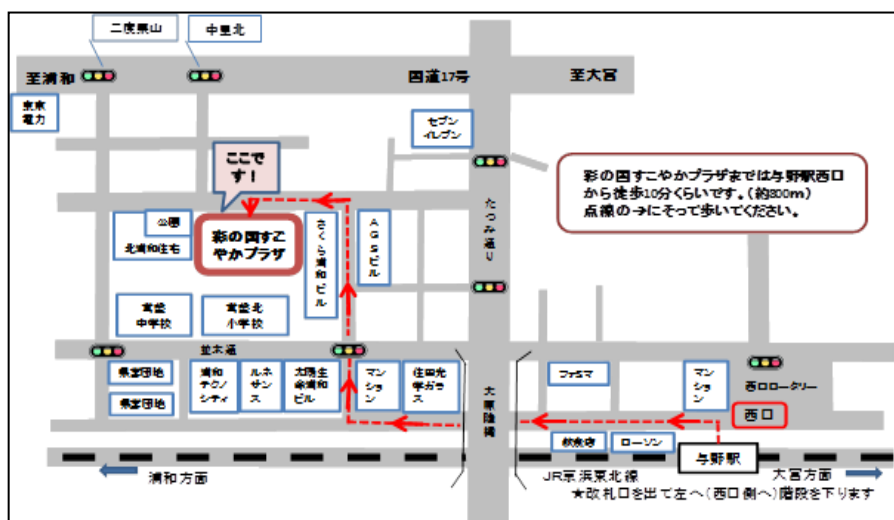 二度栗山
中里北
至浦和
国道17号
至大宮
東京
電力
セブン
イレブン
ここで
す！
彩の国すこやかプラザまでは与野駅西口
から徒歩10分くらいです。（約800m）
点線の→にそって歩いてください。
たつみ通り
公園
北浦和住宅
彩の国すこ
やかプラザ
さくら浦和ビル
AGSビル
常盤
中学校
常盤北
小学校
並木通
県営団地
県営団地
浦和
テクノ
シティ
ルネ
サンス
太陽生
命浦和
ビル
マン
ション
住田光
学ガラ
ス
大原陸橋
ファミマ
マンション
西口ロータリー
西口
飲食店
ローソン
与野駅
浦和方面
JR京浜東北線
大宮方面
★改札口を出て左へ（西口側へ）階段を下ります